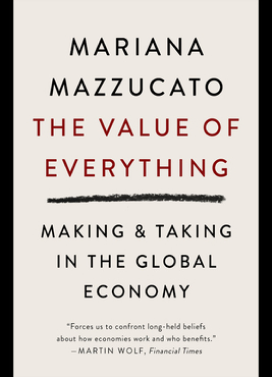 MARIANA
MAZZUCATO
THE VALUE OF
EVERYTHING
MAKING & TAKING
IN THE GLOBAL
ECONOMY
"Forces us to confront long-held beliefs
about how economies work and who benefits."
—MARTIN WOLF, Financial Times